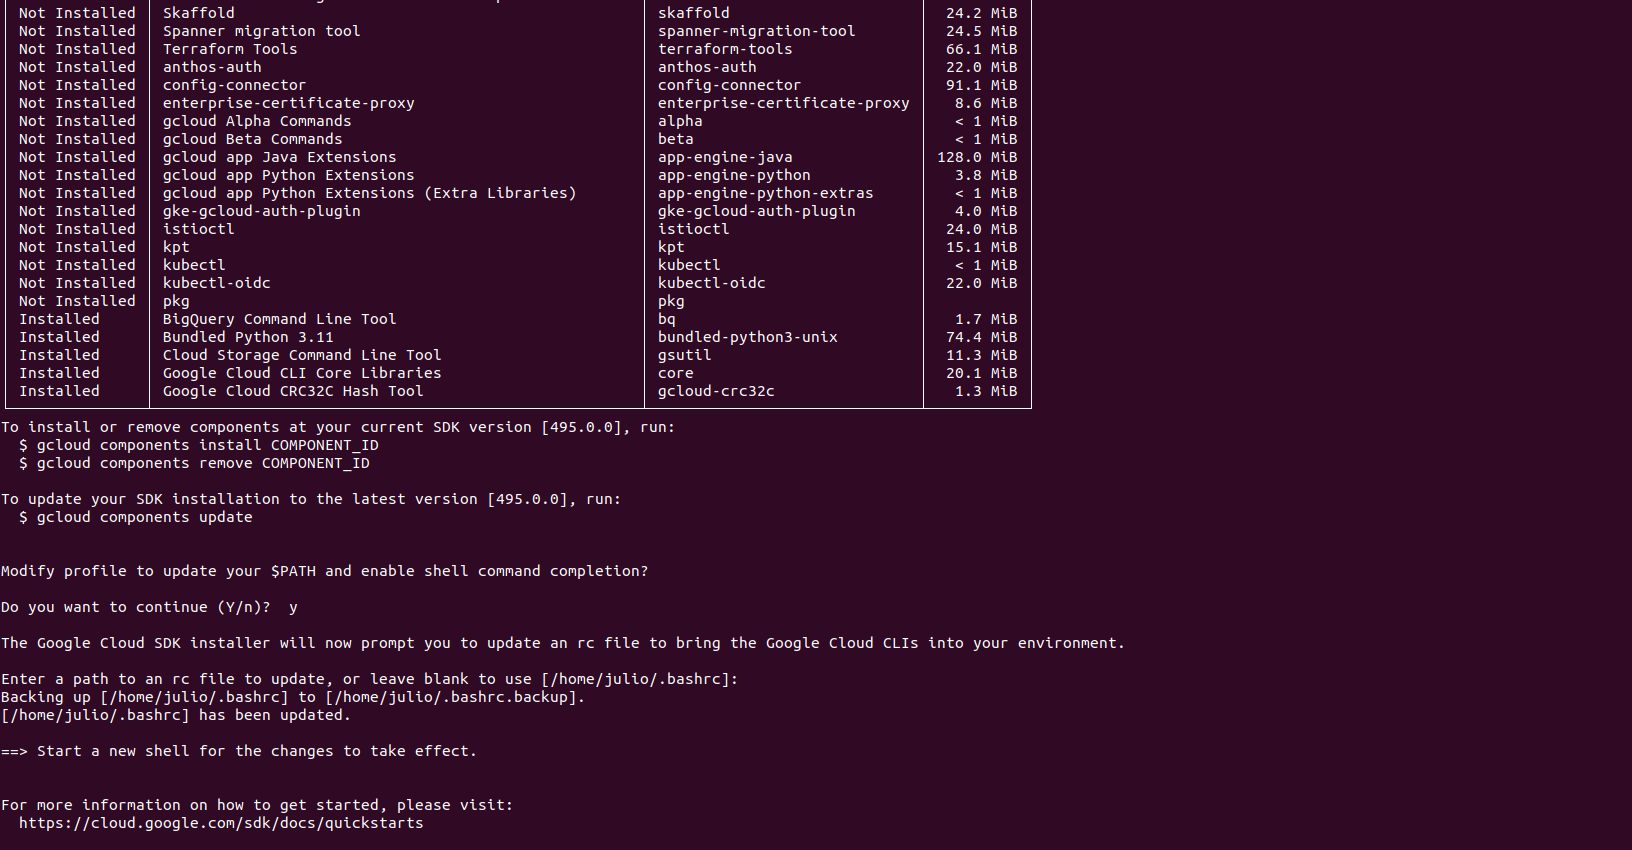 Not Installed Skaffold skaffold 24.2 MiB
Not Installed Spanner migration tool spanner-migration-tool 24.5 MiB
Not Installed Terraform Tools terraform-tools 66.1 MiB
Not Installed anthos-auth anthos-auth 22.0 MiB
Not Installed config-connector config-connector 91.1 MiB
Not Installed enterprise-certificate-proxy enterprise-certificate-proxy 8.6 MiB
Not Installed gcloud Alpha Commands alpha < 1 MiB
Not Installed gcloud Beta Commands beta < 1 MiB
Not Installed gcloud app Java Extensions app-engine-java 128.0 MiB
Not Installed gcloud app Python Extensions app-engine-python 3.8 MiB
Not Installed gcloud app Python Extensions (Extra Libraries) app-engine-python-extras < 1 MiB
Not Installed gke-gcloud-auth-plugin gke-gcloud-auth-plugin 4.0 MiB
Not Installed istioctl istioctl 24.0 MiB
Not Installed kpt kpt 15.1 MiB
Not Installed kubectl kubectl < 1 MiB
Not Installed kubectl-oidc kubectl-oidc 22.0 MiB
Not Installed pkg pkg
Installed BigQuery Command Line Tool bq 1.7 MiB
Installed Bundled Python 3.11 bundled-python3-unix 74.4 MiB
Installed Cloud Storage Command Line Tool gsutil 11.3 MiB
Installed Google Cloud CLI Core Libraries core 20.1 MiB
Installed Google Cloud CRC32C Hash Tool gcloud-crc32c 1.3 MiB
To install or remove components at your current SDK version [495.0.0], run:
$ gcloud components install COMPONENT_ID
$ gcloud components remove COMPONENT_ID
To update your SDK installation to the latest version [495.0.0], run:
$ gcloud components update
Modify profile to update your $PATH and enable shell command completion?
Do you want to continue (Y/n)? y
The Google Cloud SDK installer will now prompt you to update an rc file to bring the Google Cloud CLIs into your environment.
Enter a path to an rc file to update, or leave blank to use [/home/julio/.bashrc]:
Backing up [/home/julio/.bashrc] to [/home/julio/.bashrc.backup].
[/home/julio/.bashrc] has been updated.
==> Start a new shell for the changes to take effect.
For more information on how to get started, please visit:
https://cloud.google.com/sdk/docs/quickstarts